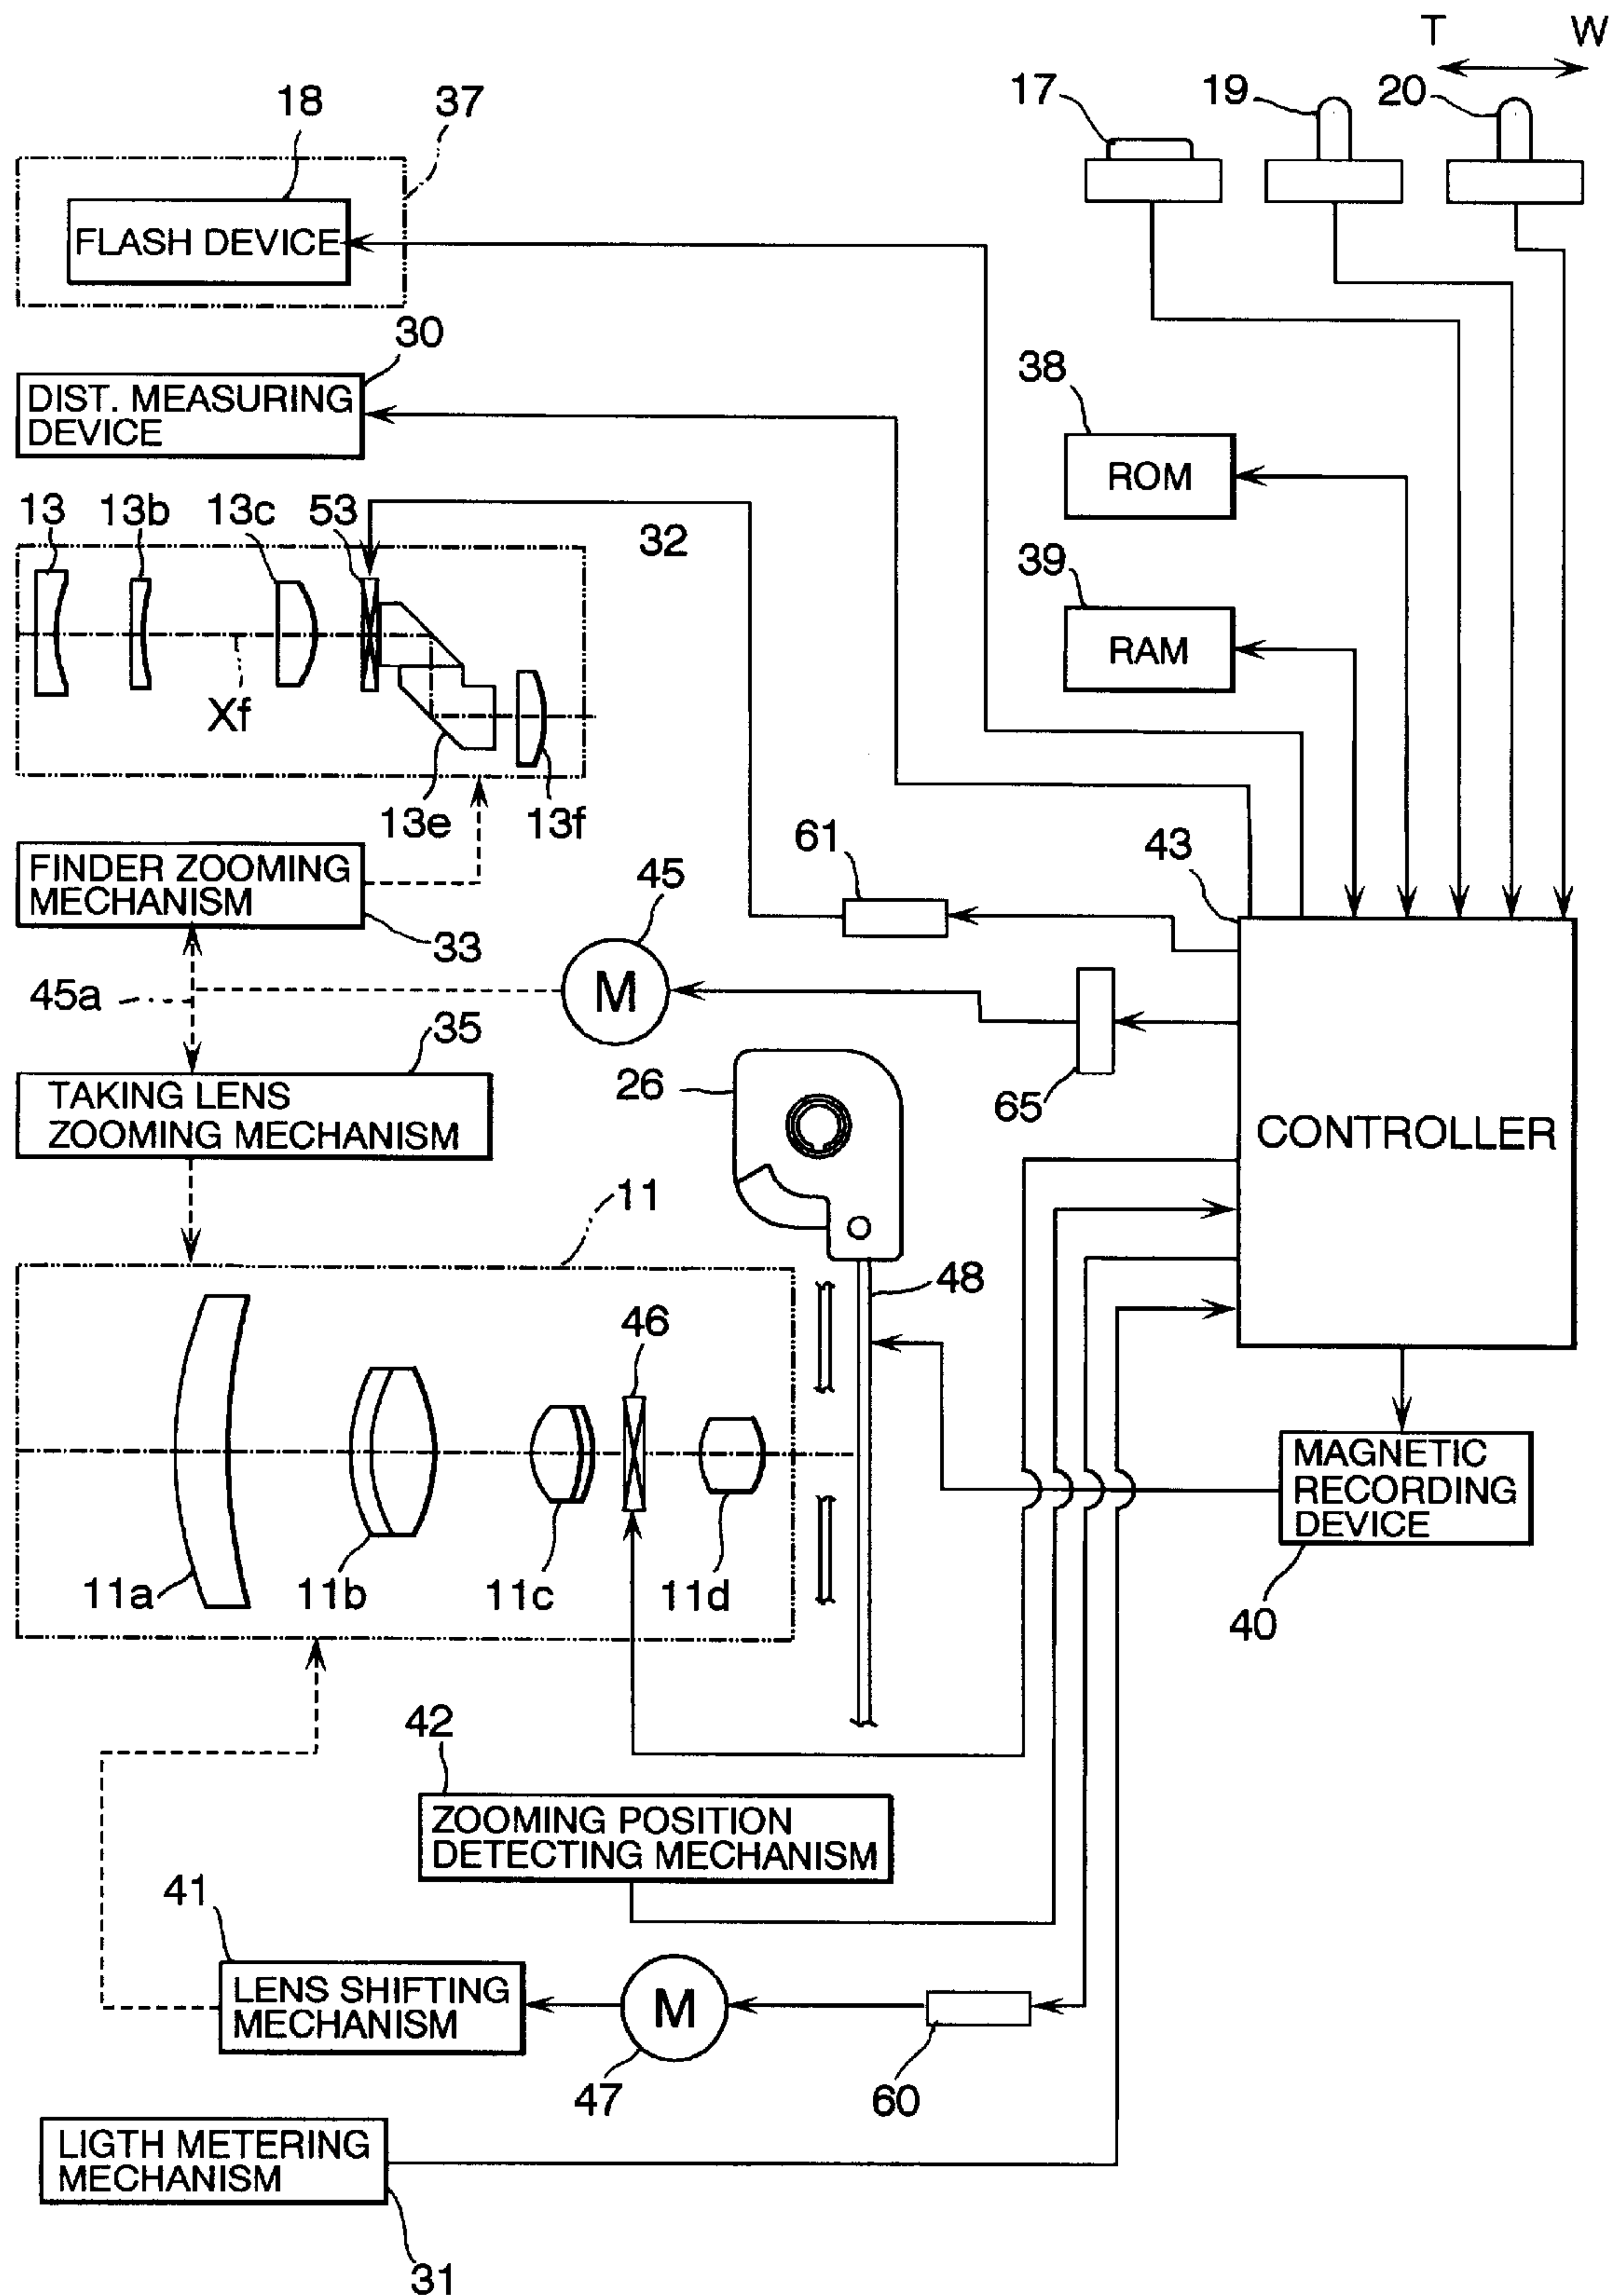 T W
18 37 17 19 20
FLASH DEVICE
30
DIST. MEASURING
DEVICE
38
ROM
13 13b 13c 53 32
39
RAM
Xf
13e 13f
61 43
FINDER ZOOMING
MECHANISM
45
33
M
45a
35
26
65
TAKING LENS
ZOOMING MECHANISM
CONTROLLER
11
48
46
MAGNETIC
RECORDING
DEVICE
11a 11b 11c 11d
40
42
ZOOMING POSITION
DETECTING MECHANISM
41
LENS SHIFTING
MECHANISM
M
47 60
LIGTH METERING
MECHANISM
31